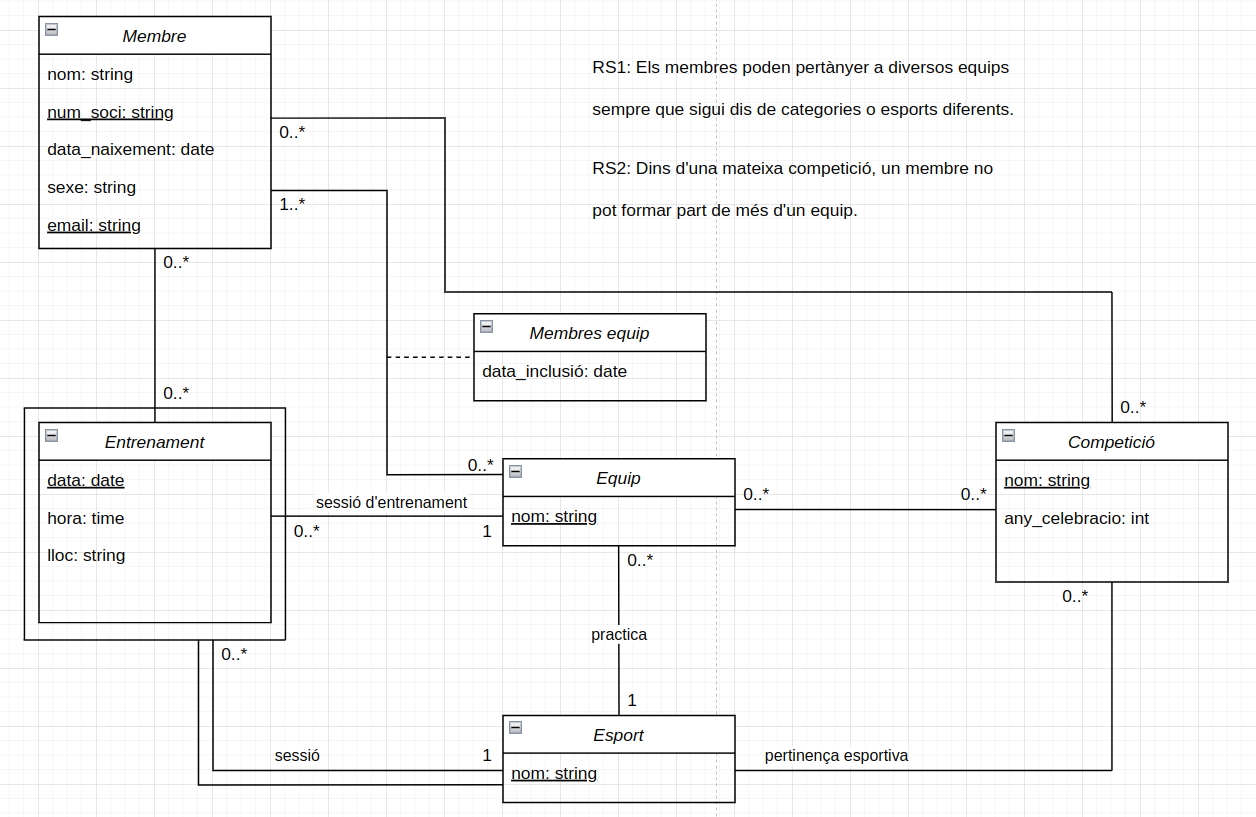 Membre
nom: string
num_soci: string
data_naixement: date
sexe: string
email: string
0..*
1..*
0..*
RS1: Els membres poden pertànyer a diversos equips
sempre que sigui dis de categories o esports diferents.
RS2: Dins d'una mateixa competició, un membre no
pot formar part de més d'equip.
Membres equip
data_inclusió: date
0..*
0..*
Entrenament
data: date
hora: time
lloc: string
sessió d'entrenament
0..*
1
0..*
Equip
nom: string
0..*
0..*
Competició
nom: string
any_celebracio: int
0..*
0..*
practica
1
0..*
sessió
1
Esport
nom: string
pertinença esportiva